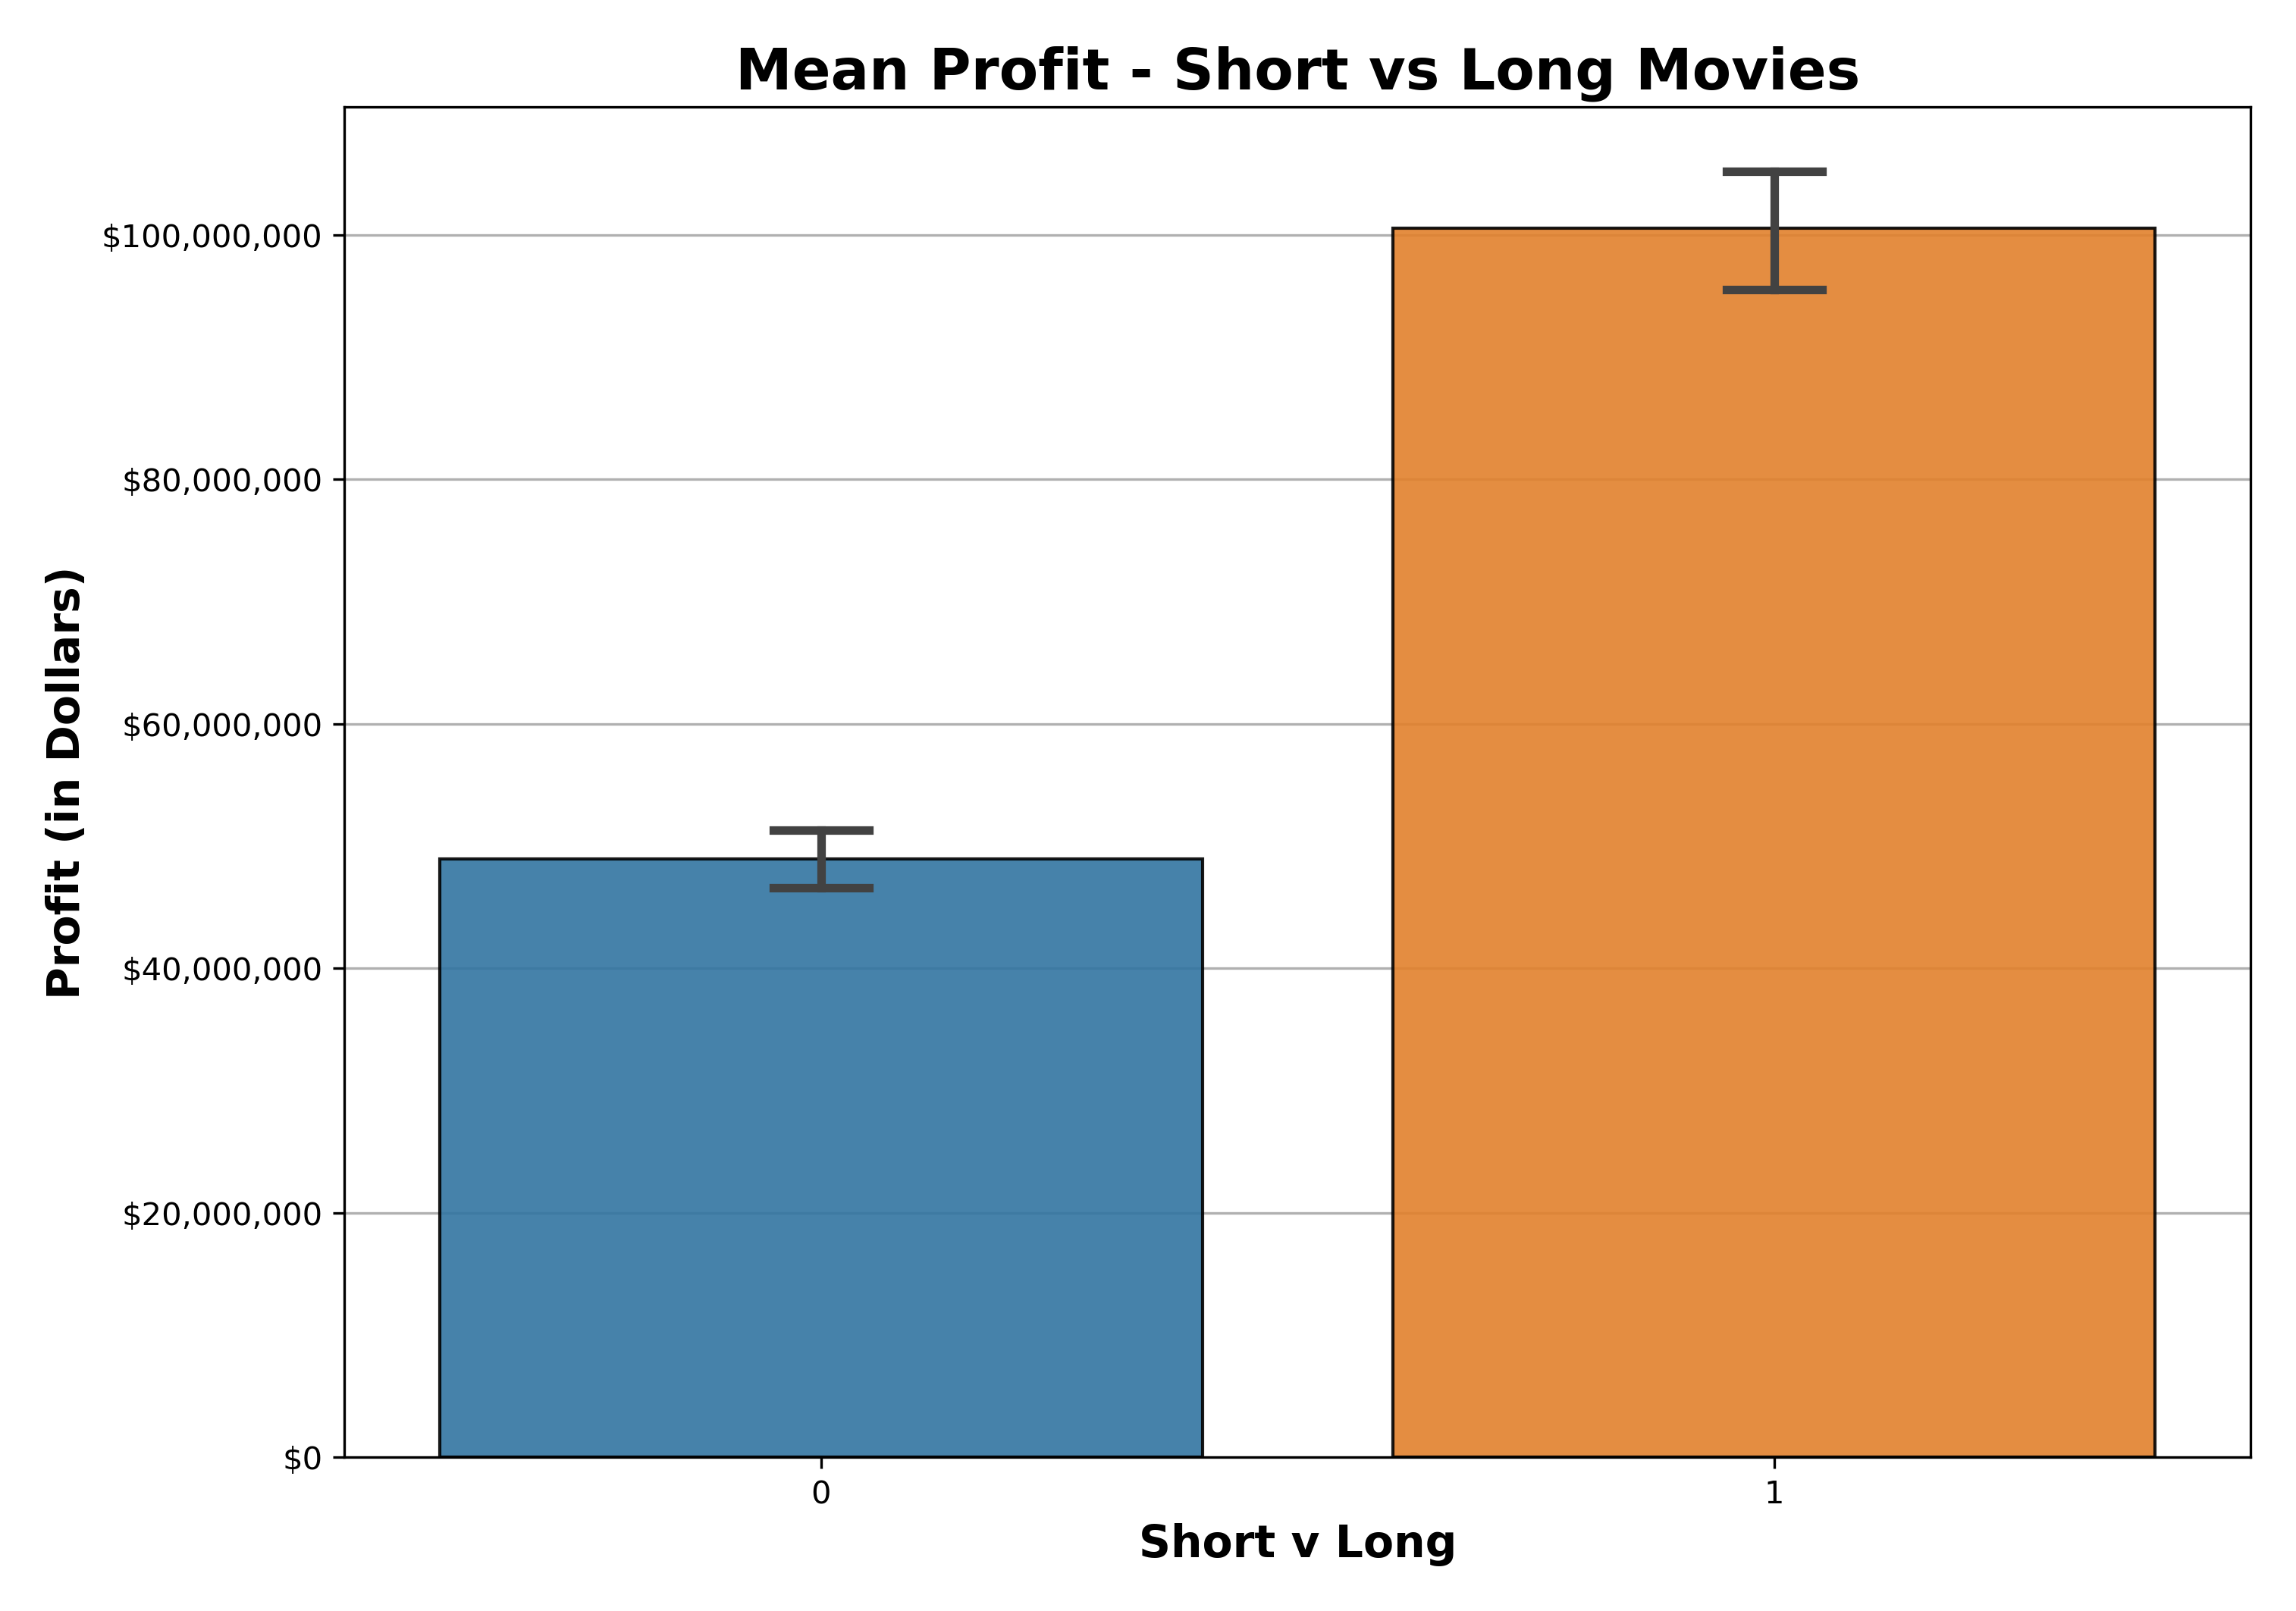 Mean Profit - Short vs Long Movies
Profit (in Dollars)
$100,000,000
$80,000,000
$60,000,000
$40,000,000
$20,000,000
$0
0
1
Short v Long